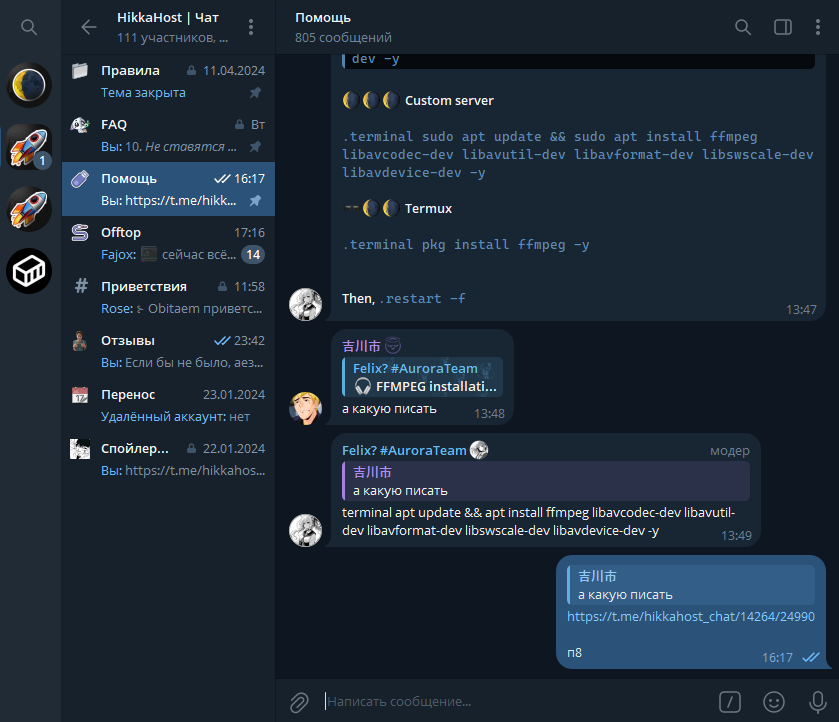 HikkaHost | Чат
111 участников, ...
Правила 11.04.2024
Тема закрыта
FAQ Вт
Вы: 10. Не ставятся ...
1
Помощь 16:17
Вы: https://t.me/hikk...
Offtop 17:16
Fajox: сейчас всё... 14
Приветствия 11:58
Rose: Obitaem приветс...
Отзывы 23:42
Вы: Если бы не было, аез...
Перенос 23.01.2024
Удалённый аккаунт: нет
Спойлер... 22.01.2024
Вы: https://t.me/hikkahos...
Помощь
805 сообщений
dev -y
Custom server
.terminal sudo apt update && sudo apt install ffmpeg
libavcodec-dev libavutil-dev libavformat-dev libswscale-dev
libavdevice-dev -y
Termux
.terminal pkg install ffmpeg -y
Then, .restart -f
13:47
吉川市
Felix? #AuroraTeam
FFMPEG installati...
а какую писать 13:48
Felix? #AuroraTeam модер
吉川市
а какую писать
terminal apt update && apt install ffmpeg libavcodec-dev libavutil-
dev libavformat-dev libswscale-dev libavdevice-dev -y
13:49
吉川市
а какую писать
https://t.me/hikkahost_chat/14264/24990
п8
16:17
Написать сообщение...